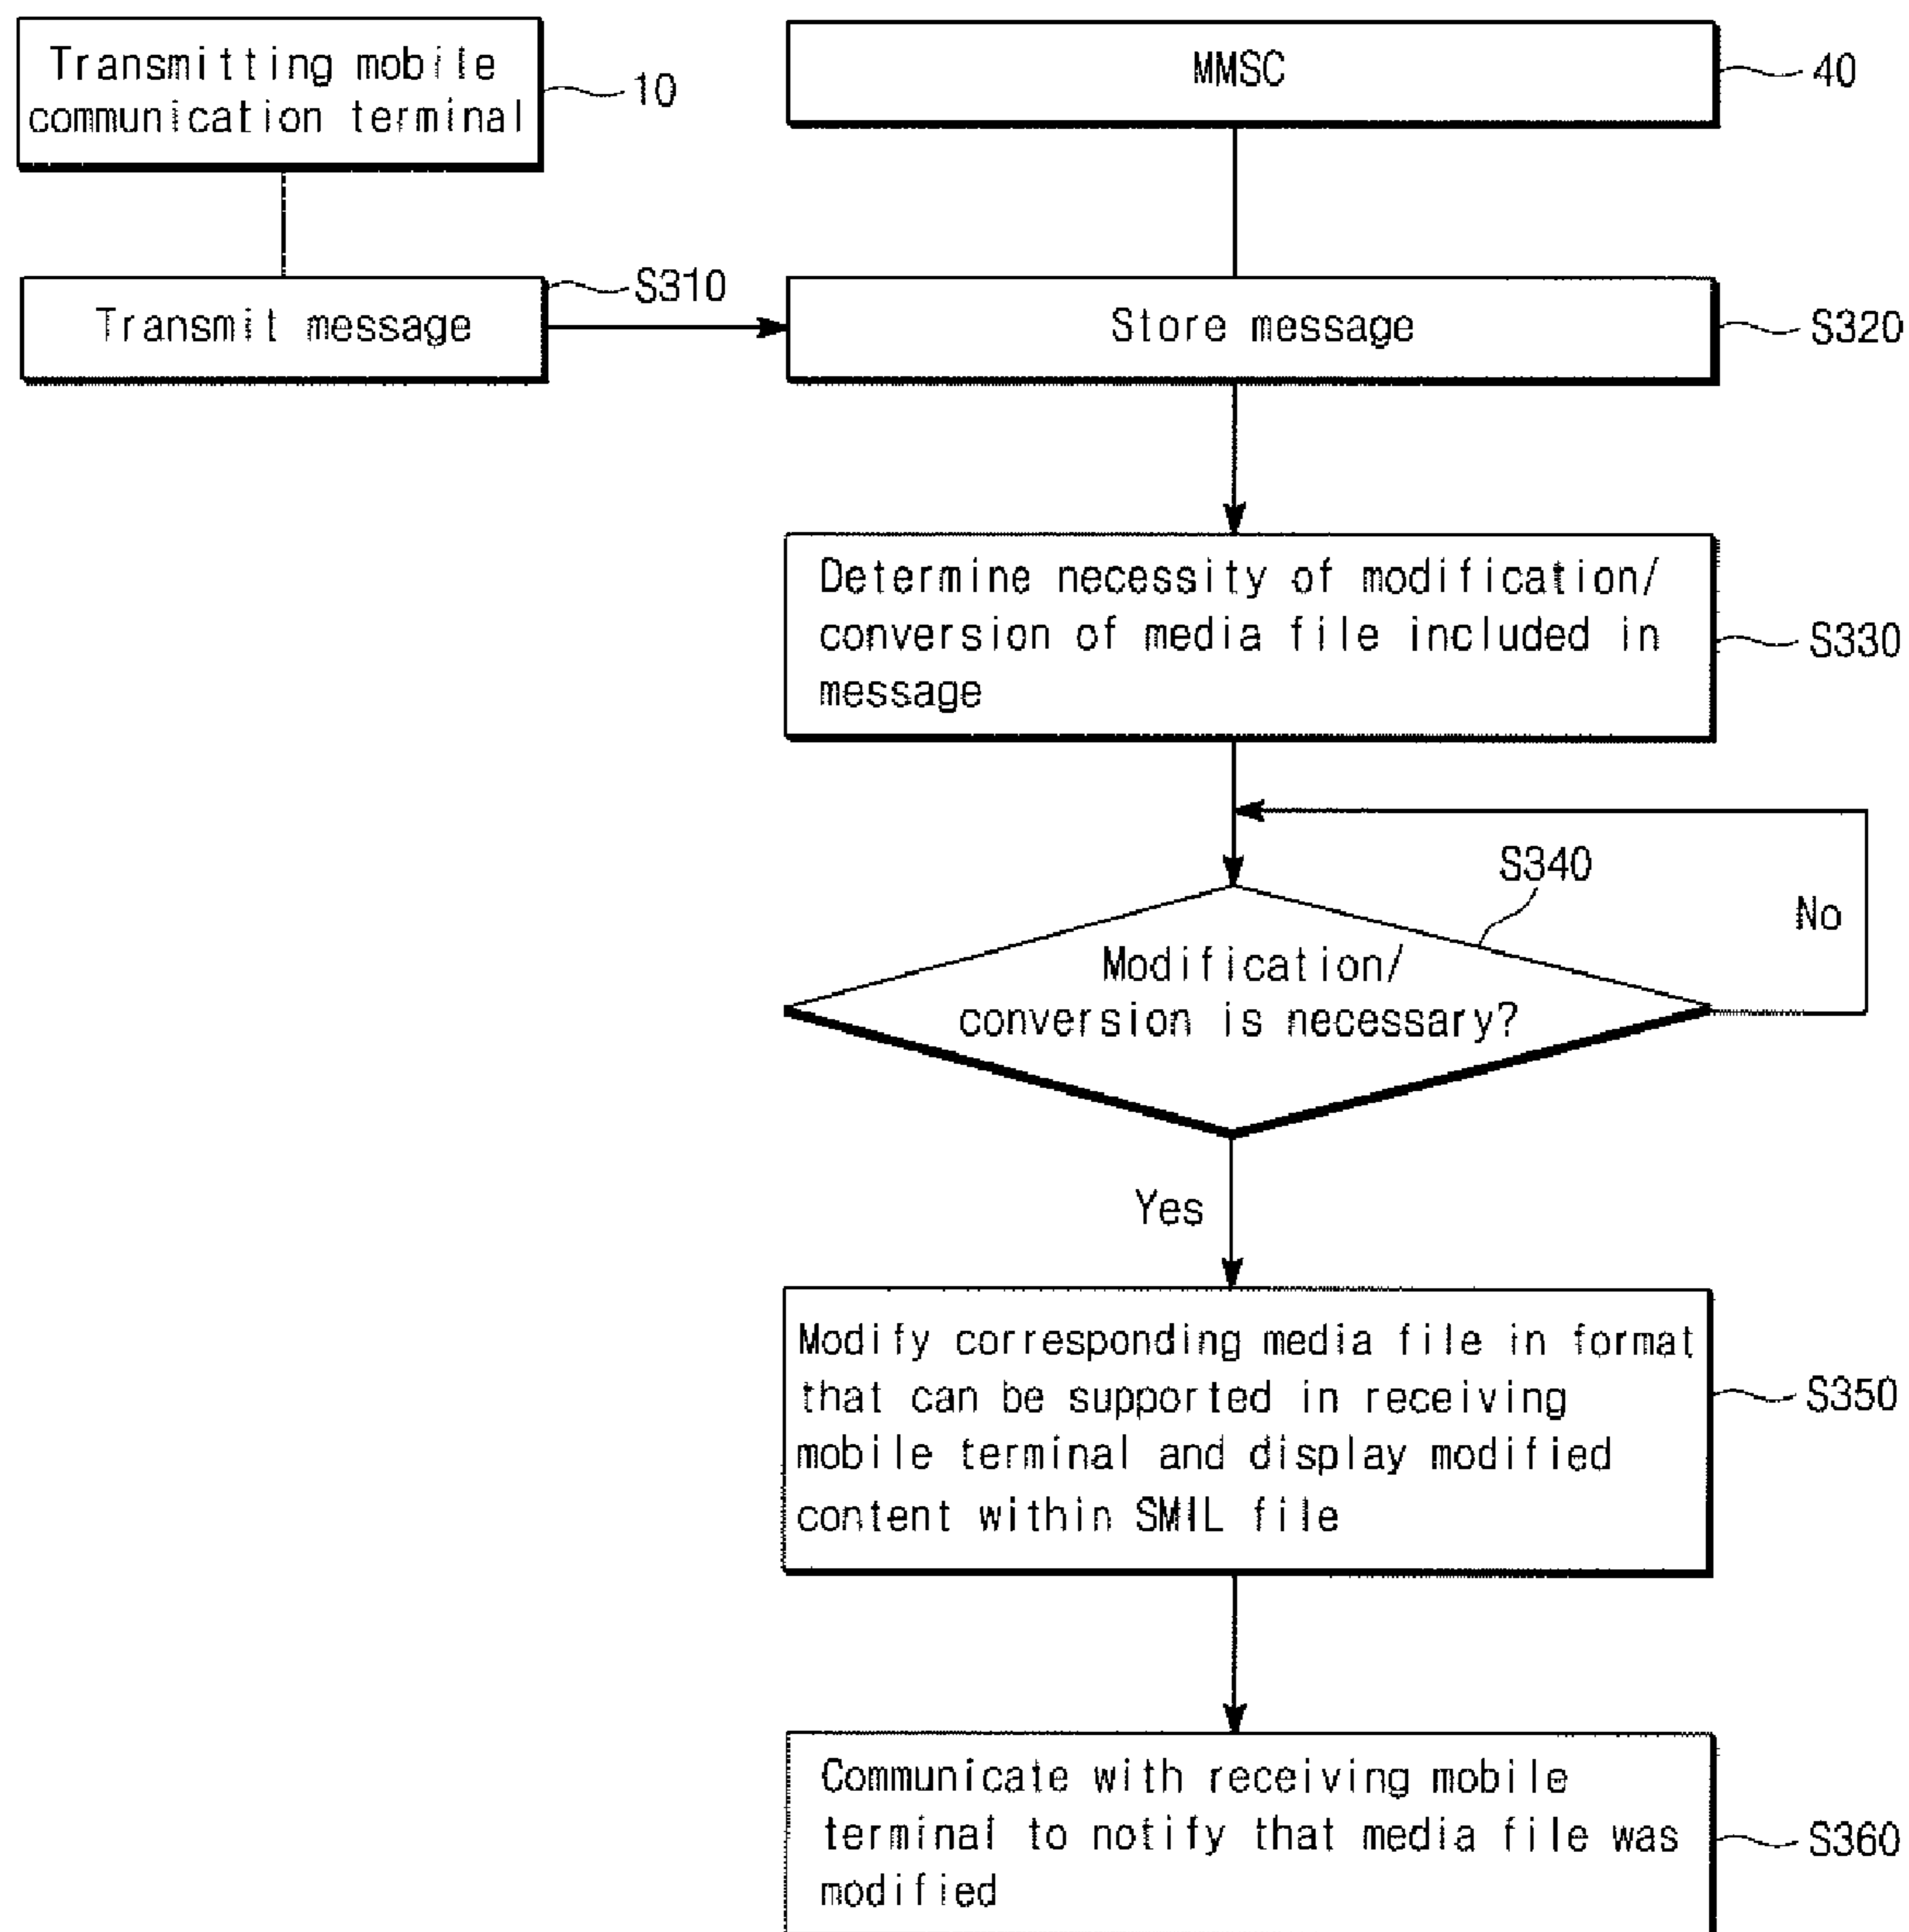 Transmitting mobile
communication terminal
10
MMSC
40
Transmit message
S310
Store message
S320
Determine necessity of modification/
conversion of media file included in
message
S330
S340
No
Modification/
conversion is necessary?
Yes
Modify corresponding media file in format
that can be supported in receiving
mobile terminal and display modified
content within SMIL file
S350
Communicate with receiving mobile
terminal to notify that media file was
modified
S360